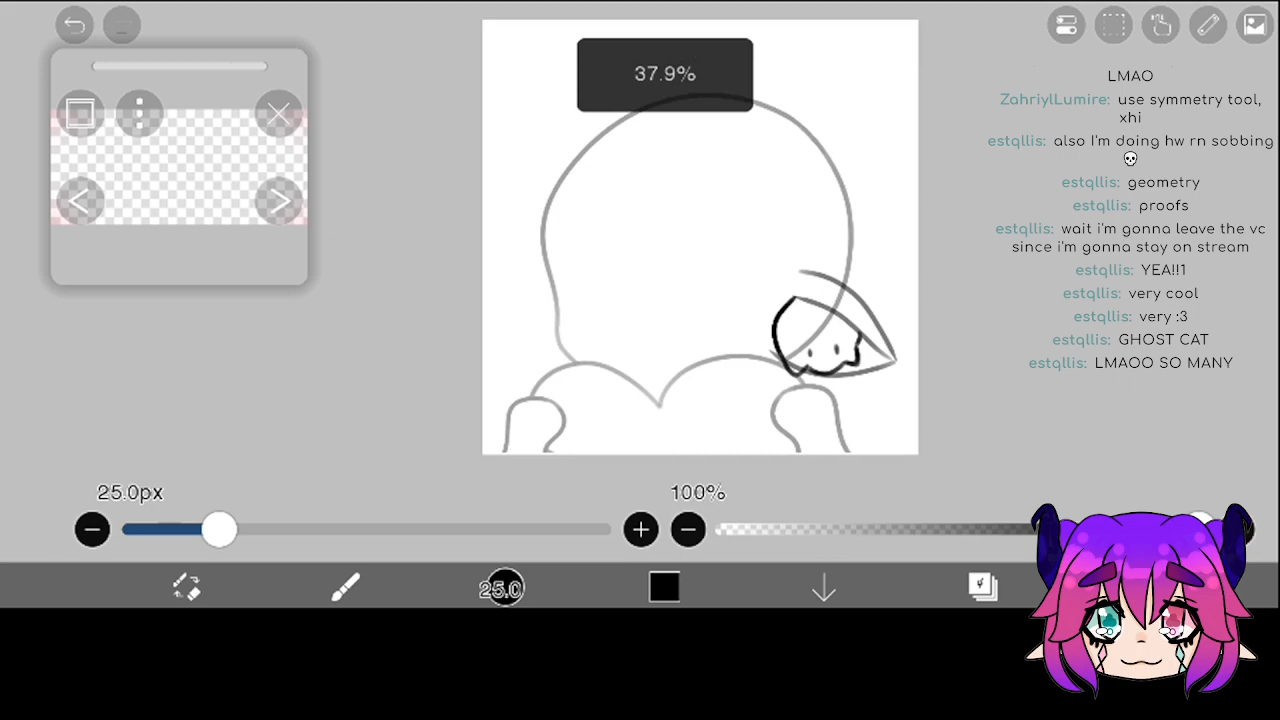 37.9%
LMAO
ZahriylLumire: use symmetry tool,
xhi
estqllis: also I'm doing hw rn sobbing
💀
estqllis: geometry
estqllis: proofs
estqllis: wait i'm gonna leave the vc
since i'm gonna stay on stream
estqllis: YEA!!1
estqllis: very cool
estqllis: very :3
estqllis: GHOST CAT
estqllis: LMAOO SO MANY
25.0px
100%
25.0